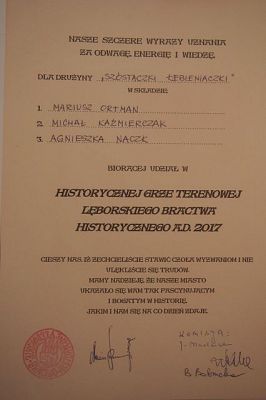 NASZE SZCZERE WYRAZY UZNANIA
ZA ODWAGĘ, ENERGIĘ I WIEDZĘ.
DLA DRUŻYNY „SZÓSTACZKI ŁEBIENIACZKI"
W SKŁADZIE:
1. MARIUSZ ORTMAN
2. MICHAŁ KAŹMIERCZAK
3. AGNIESZKA NACZK
BIORĄCEJ UDZIAŁ W
HISTORYCZNEJ GRZE TERENOWEJ
LĘBORSKIEGO BRACTWA
HISTORYCZNEGO A.D. 2017
CIESZY NAS, IŻ ZECHCIELIŚCIE STAWIĆ CZOŁA WYZWANIOM I NIE
ULĘKLIŚCIE SIĘ TRUDÓW.
MAMY NADZIEJĘ, ŻE NASZE MIASTO
UKAZAŁO SIĘ WAM TAK FASCYNUJĄCYM
I BOGATYM W HISTORIĘ,
JAKIM I NAM SIĘ NA CO DZIEŃ ZDAJE.